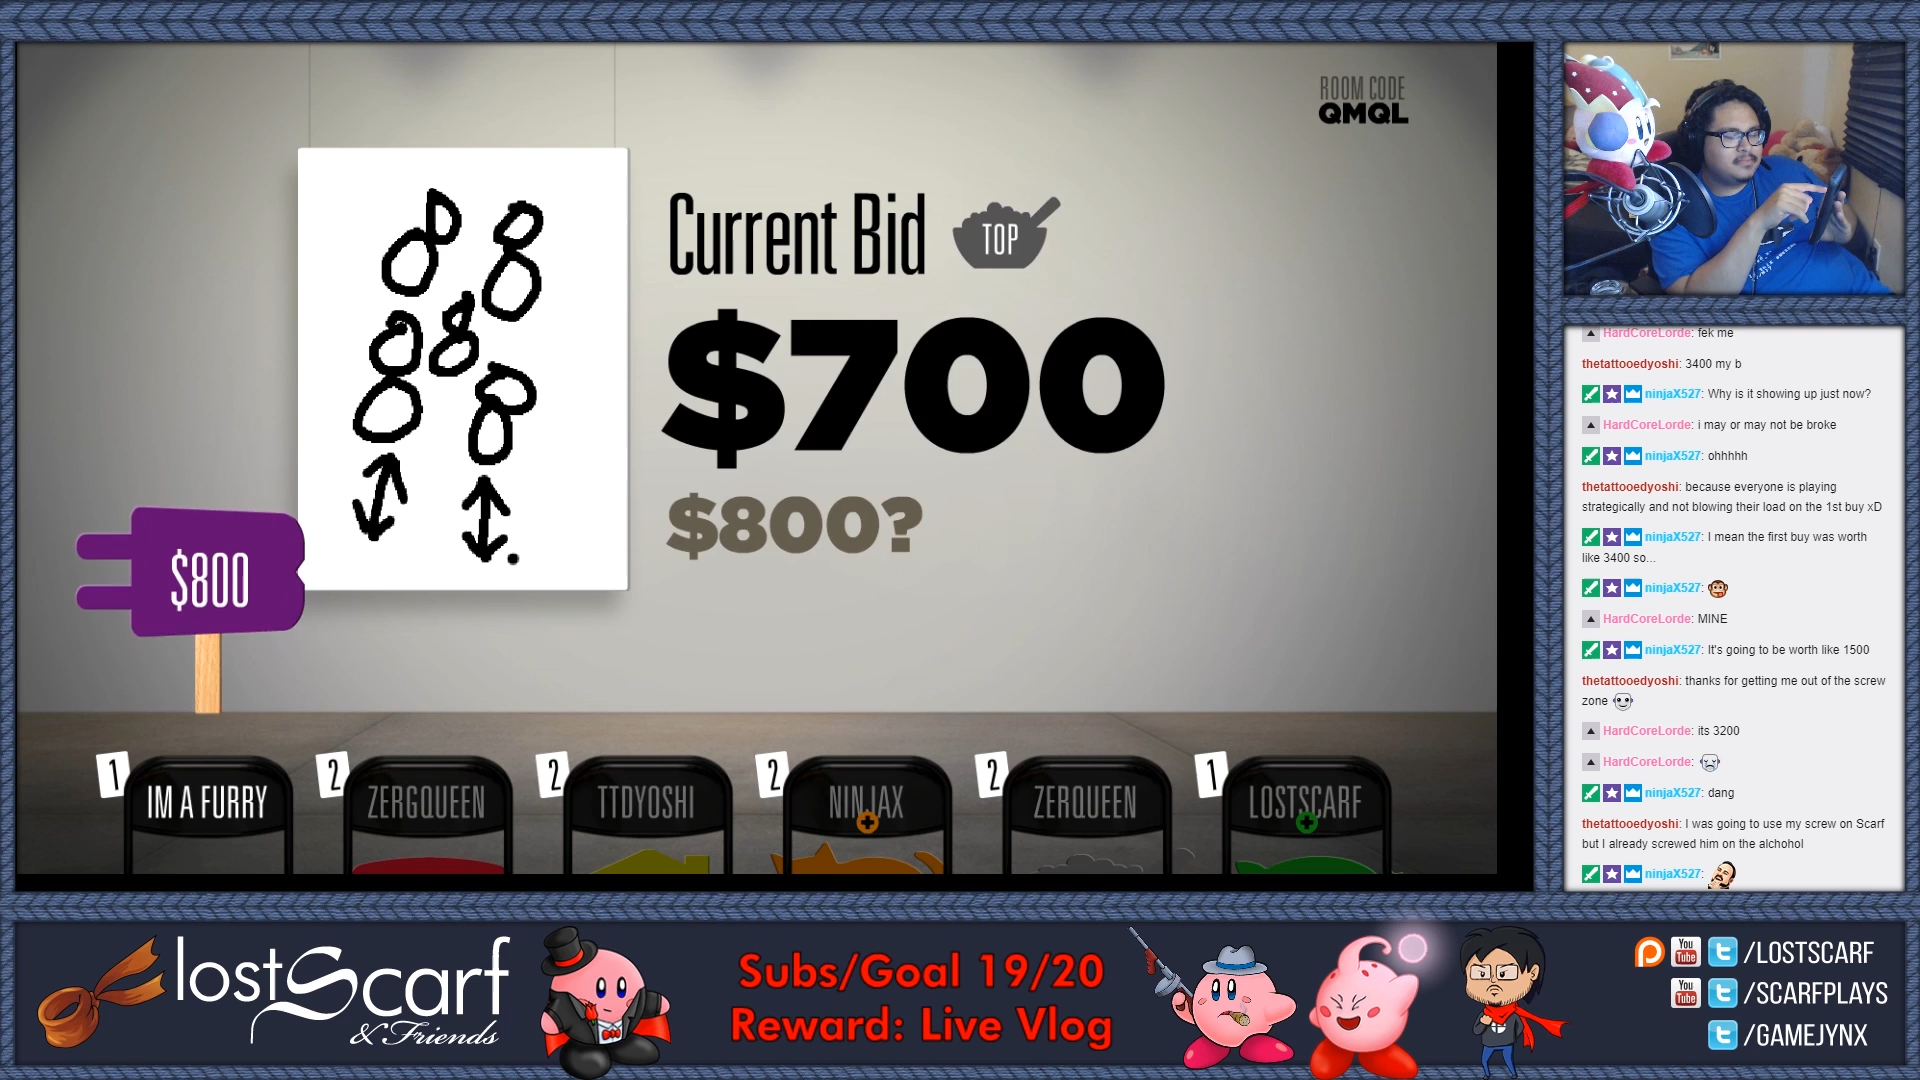 ROOM CODE
QMQL
Current Bid
TOP
$700
$800?
$800
1
IM A FURRY
2
ZERGQUEEN
2
TTDYOSHI
2
NINJAX
2
ZERQUEEN
1
LOSTSCARF
HardCoreLorde: fek me
thetattooedyoshi: 3400 my b
ninjaX527: Why is it showing up just now?
HardCoreLorde: i may or may not be broke
ninjaX527: ohhhhh
thetattooedyoshi: because everyone is playing
strategically and not blowing their load on the 1st buy xD
ninjaX527: I mean the first buy was worth
like 3400 so...
ninjaX527:
HardCoreLorde: MINE
ninjaX527: It's going to be worth like 1500
thetattooedyoshi: thanks for getting me out of the screw
zone
HardCoreLorde: its 3200
HardCoreLorde:
ninjaX527: dang
thetattooedyoshi: I was going to use my screw on Scarf
but I already screwed him on the alchohol
ninjaX527:
lostScarf
& Friends
Subs/Goal 19/20
Reward: Live Vlog
You Tube /LOSTSCARF
You Tube /SCARFPLAYS
/GAMEJYNX